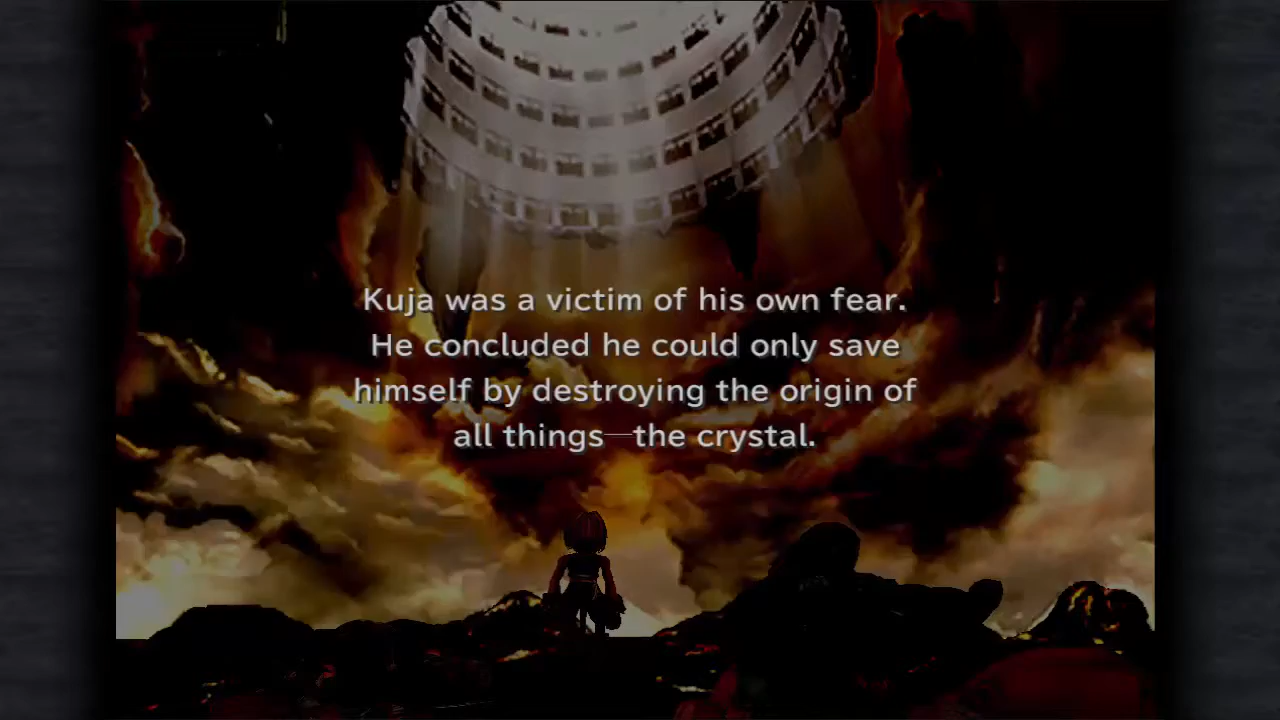 Kuja was a victim of his own fear.
He concluded he could only save
himself by destroying the origin of
all things—the crystal.